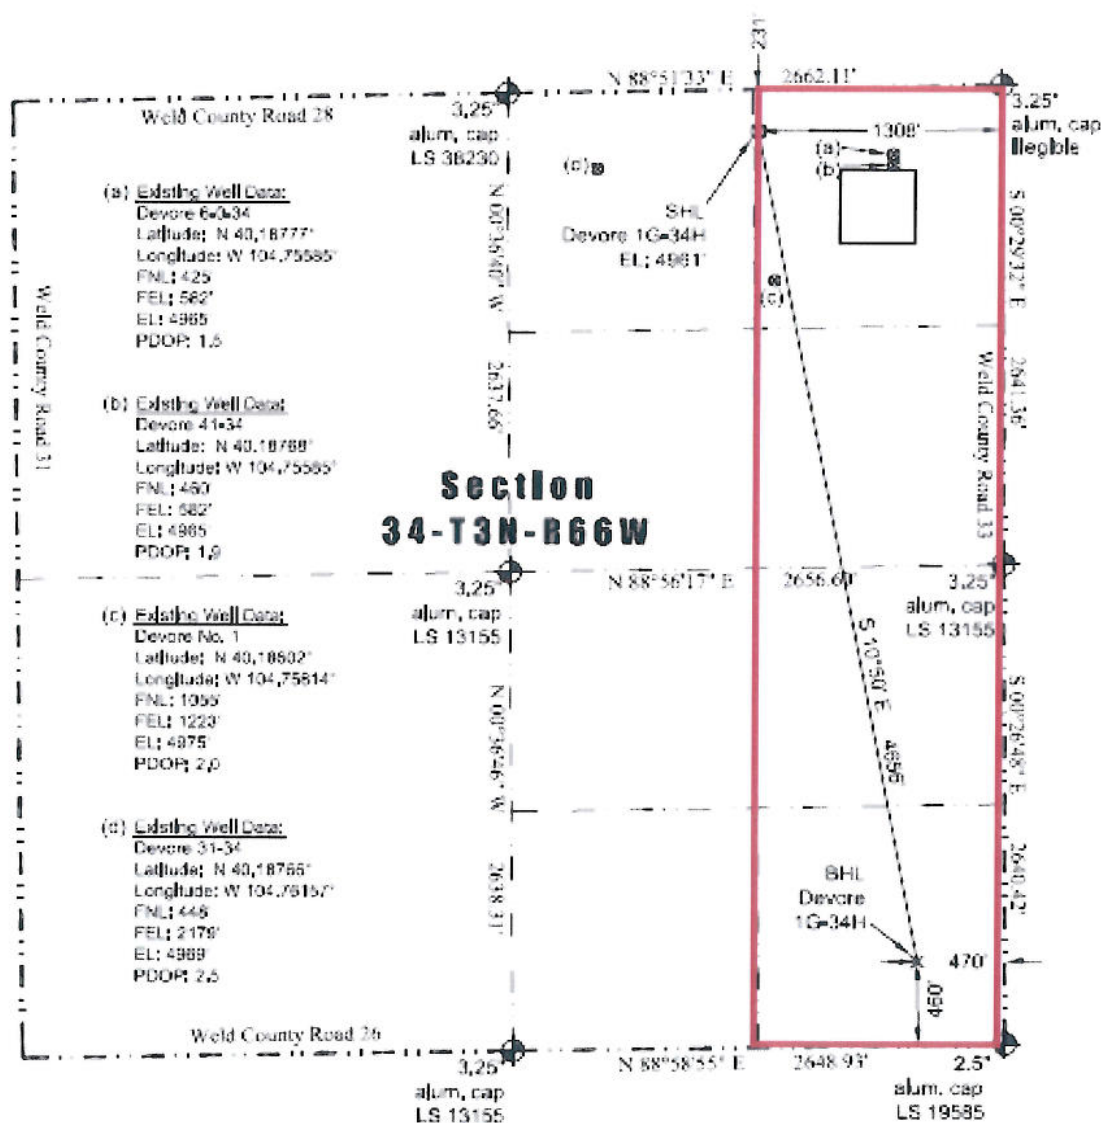 N 88°51'33" E 2662.11'
Weld County Road 28
3.25"
alum. cap
LS 38230
3.25"
alum. cap
Illegible
1308'
(a)
(b)
(d)
(c)
SHL
Devore 1G-34H
EL: 4961'
(a) Existing Well Data:
Devore 6-0-34
Latitude: N 40.18777°
Longitude: W 104.75585°
FNL: 425'
FEL: 582'
EL: 4965
PDOP: 1.5
N 00°36'40" W
2637.66'
S 00°29'32" E
2641.36'
Weld County Road 31
Weld County Road 33
(b) Existing Well Data:
Devore 41-34
Latitude: N 40.18768°
Longitude: W 104.75585°
FNL: 460'
FEL: 582'
EL: 4965
PDOP: 1.9
Section
34-T3N-R66W
3.25"
alum. cap
LS 13155
N 88°56'17" E
3.25"
alum. cap
LS 13155
(c) Existing Well Data:
Devore No. 1
Latitude: N 40.18602°
Longitude: W 104.75814°
FNL: 1055'
FEL: 1223'
EL: 4975'
PDOP: 2.0
S 10°50' E 4656'
N 00°36'46" W
2638.31'
S 00°26'48" E
2640.42'
(d) Existing Well Data:
Devore 31-34
Latitude: N 40.18765°
Longitude: W 104.76157°
FNL: 448'
FEL: 2179'
EL: 4969'
PDOP: 2.5
BHL
Devore
1G-34H
470'
460'
Weld County Road 26
3.25"
alum. cap
LS 13155
N 88°58'55" E 2648.93'
2.5"
alum. cap
LS 19585